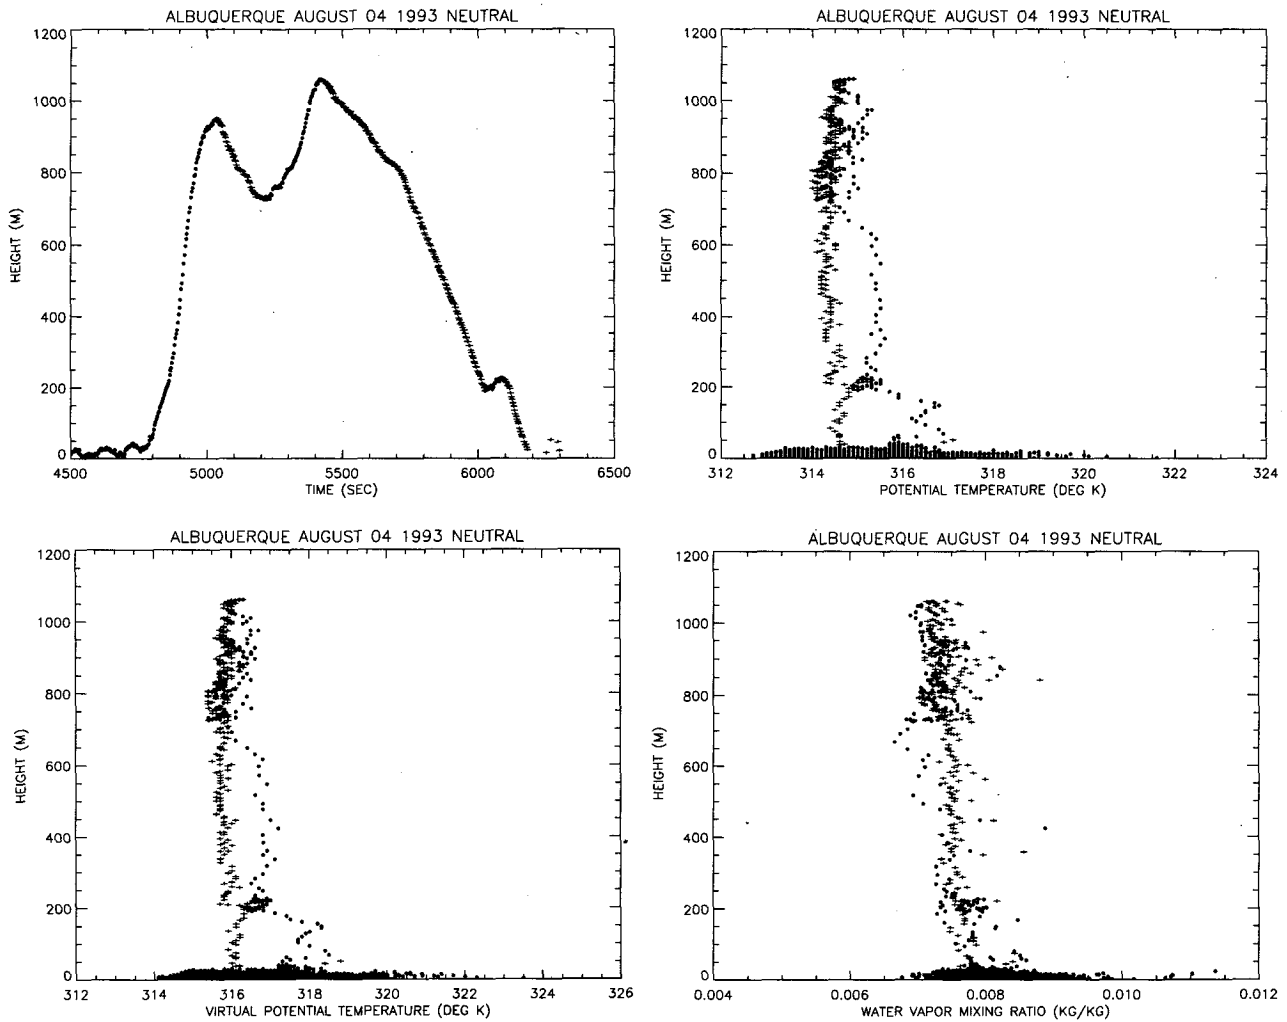 ALBUQUERQUE AUGUST 04 1993 NEUTRAL
1200
1000
800
600
400
200
0
HEIGHT (M)
4500 5000 5500 6000 6500
TIME (SEC)
ALBUQUERQUE AUGUST 04 1993 NEUTRAL
1200
1000
800
600
400
200
0
HEIGHT (M)
312 314 316 318 320 322 324
POTENTIAL TEMPERATURE (DEG K)
ALBUQUERQUE AUGUST 04 1993 NEUTRAL
1200
1000
800
600
400
200
0
HEIGHT (M)
312 314 316 318 320 322 324 326
VIRTUAL POTENTIAL TEMPERATURE (DEG K)
ALBUQUERQUE AUGUST 04 1993 NEUTRAL
1200
1000
800
600
400
200
0
HEIGHT (M)
0.004 0.006 0.008 0.010 0.012
WATER VAPOR MIXING RATIO (KG/KG)